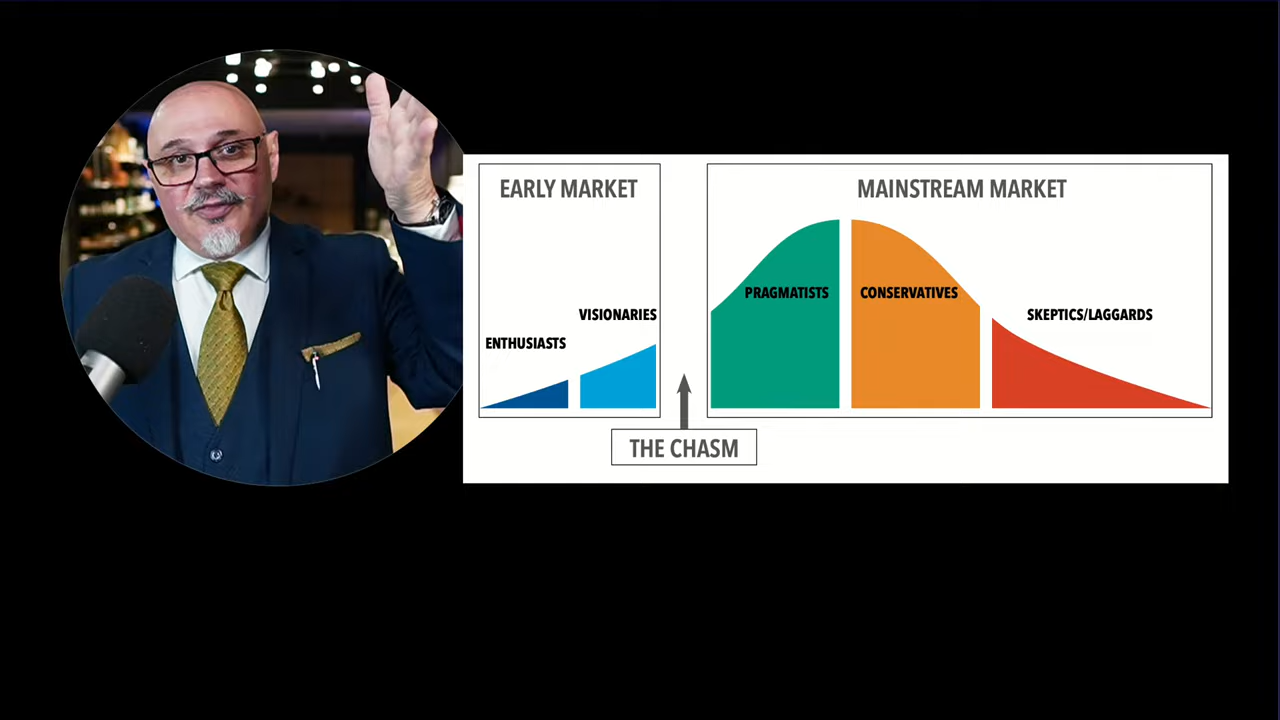 EARLY MARKET
MAINSTREAM MARKET
PRAGMATISTS
CONSERVATIVES
VISIONARIES
SKEPTICS/LAGGARDS
ENTHUSIASTS
THE CHASM